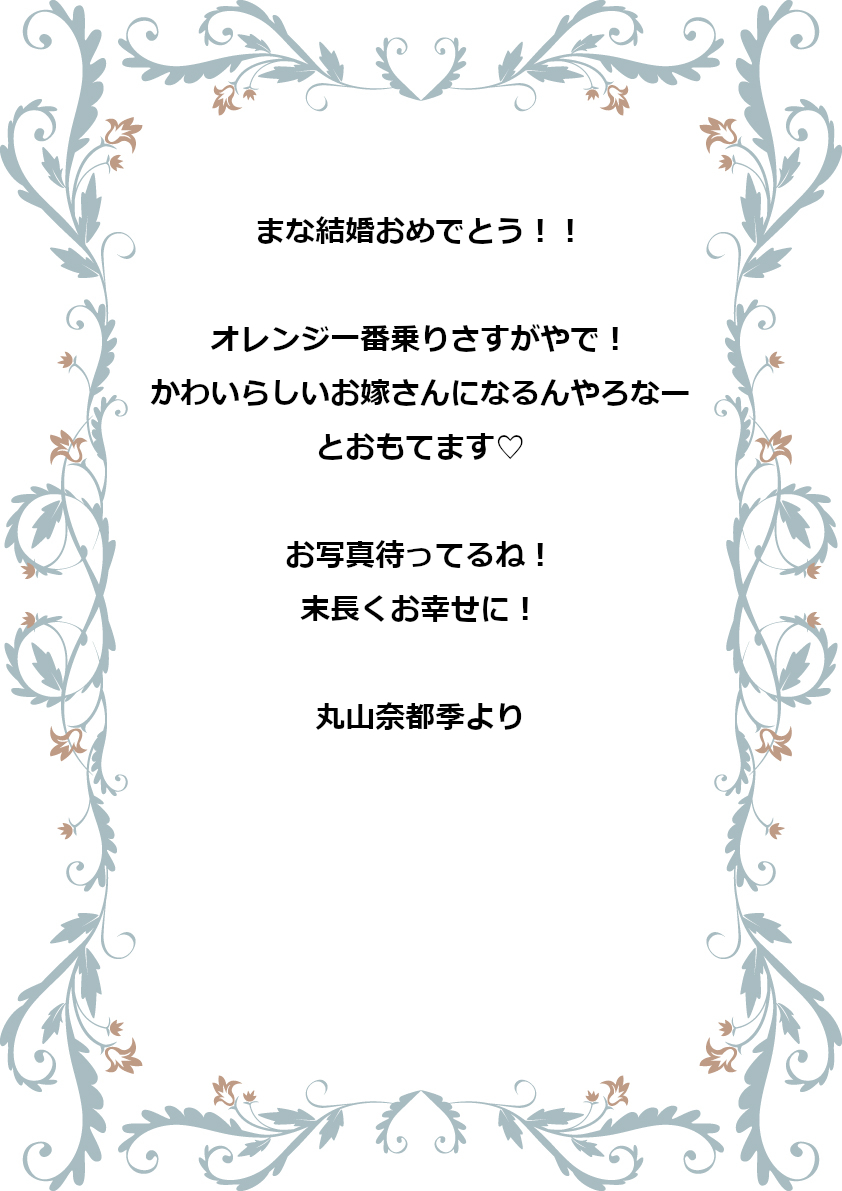 まな結婚おめでとう！！
オレンジ一番乗りさすがやで！
かわいらしいお嫁さんになるんやろなー
とおもてます♡
お写真待ってるね！
末長くお幸せに！
丸山奈都季より